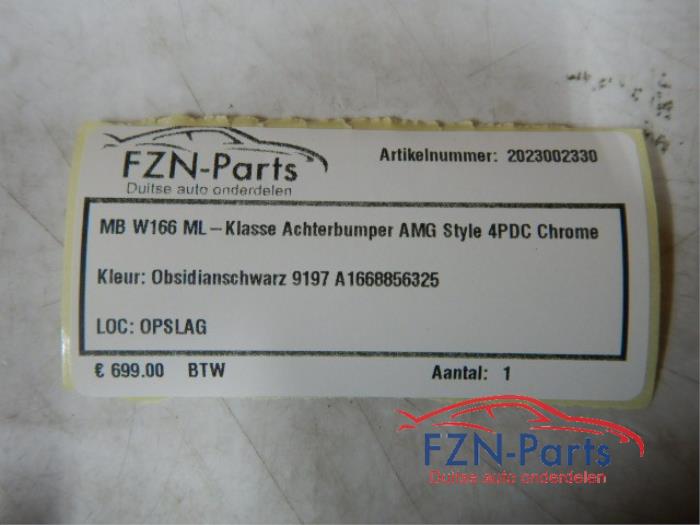 FZN-Parts
Duitse auto onderdelen
Artikelnummer: 2023002330
MB W166 ML-Klasse Achterbumper AMG Style 4PDC Chrome
Kleur: Obsidianschwarz 9197 A1668856325
LOC: OPSLAG
€ 699.00 BTW
Aantal: 1
FZN-Parts
Duitse auto onderdelen